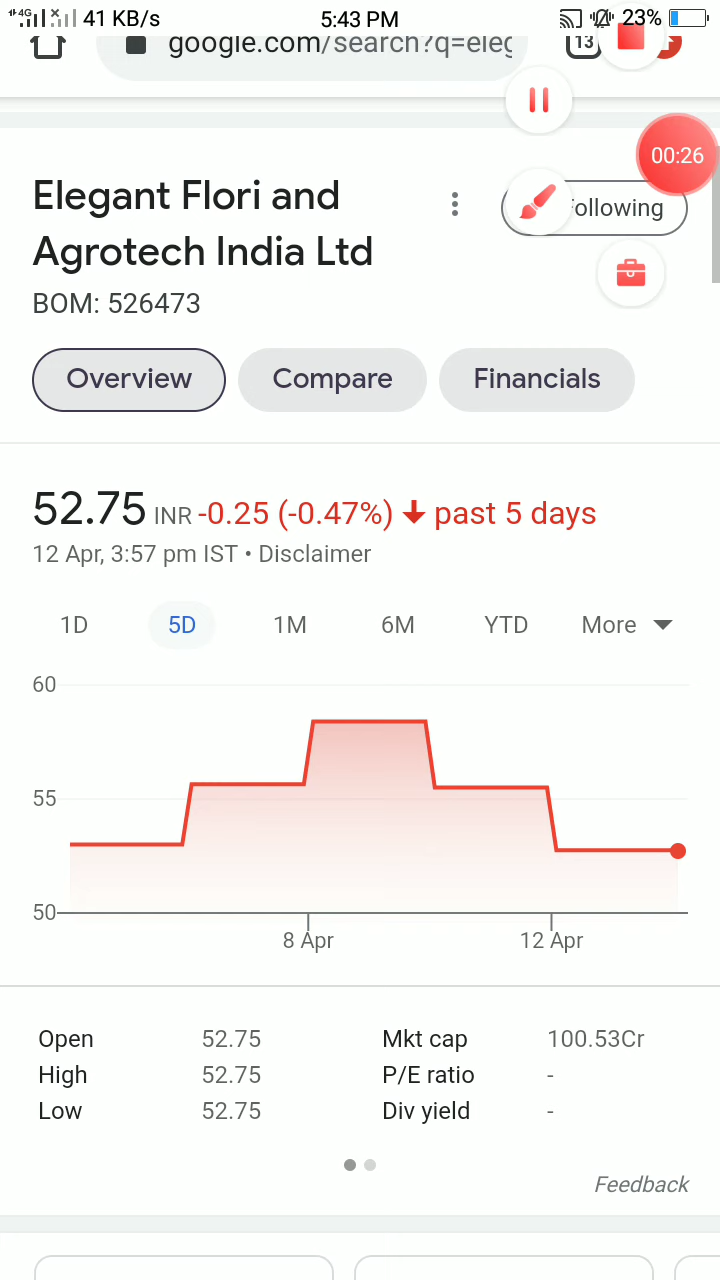 4G 41 KB/s 5:43 PM 23%
google.com/search?q=eleg 13
00:26
Elegant Flori and
Agrotech India Ltd
Following
BOM: 526473
Overview Compare Financials
52.75 INR -0.25 (-0.47%) ↓ past 5 days
12 Apr, 3:57 pm IST • Disclaimer
1D 5D 1M 6M YTD More
60
55
50
8 Apr 12 Apr
Open 52.75 Mkt cap 100.53Cr
High 52.75 P/E ratio -
Low 52.75 Div yield -
Feedback